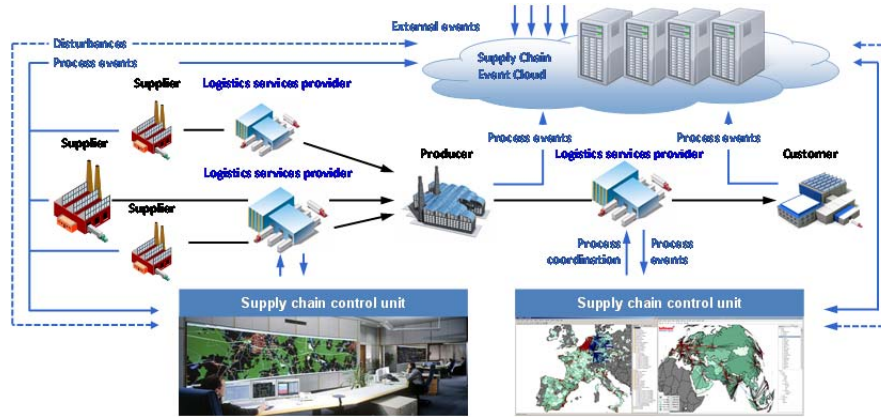 External events
Disturbances
Process events
Supply Chain
Event Cloud
Supplier
Logistics services provider
Supplier
Process events
Process events
Producer
Logistics services provider
Customer
Logistics services provider
Supplier
Process
coordination
Process
events
Supply chain control unit
Supply chain control unit